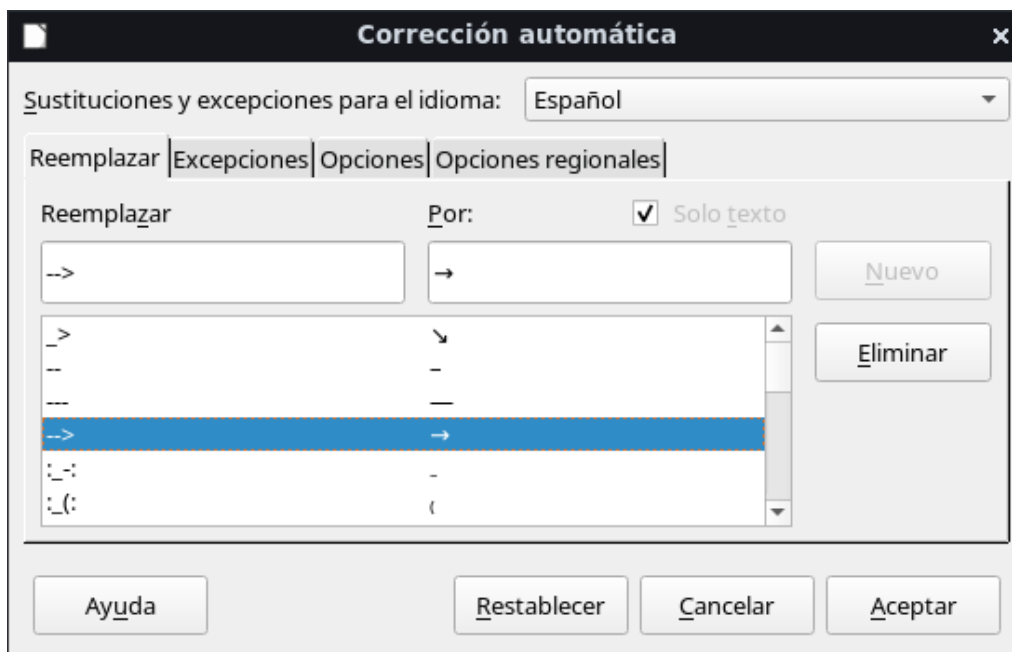 Corrección automática ×
Sustituciones y excepciones para el idioma: Español
Reemplazar Excepciones Opciones Opciones regionales
Reemplazar Por: Solo texto
--> → Nuevo
_> ↘
-- – Eliminar
--- —
--> →
:_-: ₋
:_(: ₍
Ayuda Restablecer Cancelar Aceptar